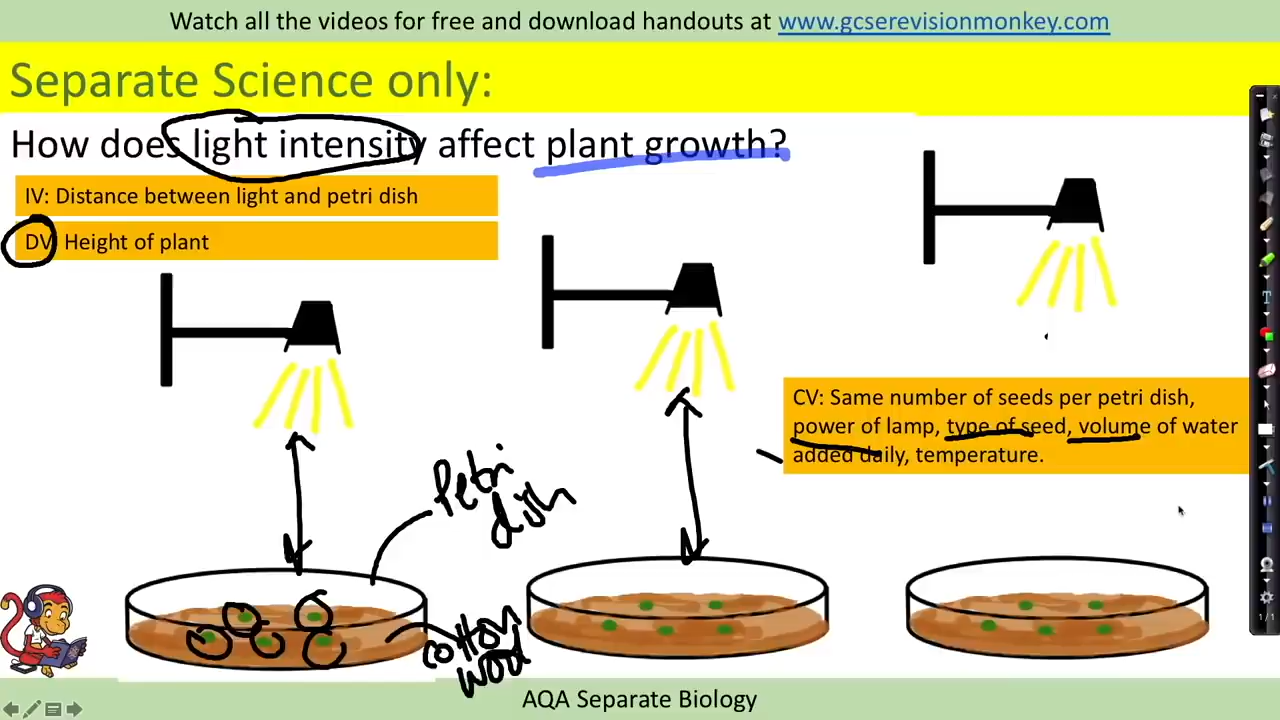 Watch all the videos for free and download handouts at www.gcserevisionmonkey.com
Separate Science only:
How does light intensity affect plant growth?
IV: Distance between light and petri dish
DV: Height of plant
CV: Same number of seeds per petri dish,
power of lamp, type of seed, volume of water
added daily, temperature.
Petri
dish
cotton
wool
AQA Separate Biology
1/1